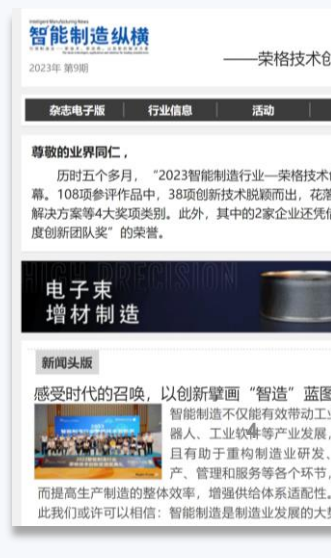 Intelligent Manufacturing News
智能制造纵横
2023年 第9期
——荣格技术创
杂志电子版
行业信息
活动
尊敬的业界同仁，
历时五个多月，“2023智能制造行业—荣格技术
幕。108项参评作品中，38项创新技术脱颖而出，花落
解决方案等4大奖项类别。此外，其中的2家企业还凭借
度创新团队奖”的荣誉。
HIGH PRECISION
电子束
增材制造
新闻头版
感受时代的召唤，以创新擘画“智造”蓝图
智能制造不仅能有效带动工业
器人、工业软件等产业发展，
且有助于重构制造业研发、
产、管理和服务等各个环节，
而提高生产制造的整体效率，增强供给体系适配性。
此我们或许可以相信：智能制造是制造业发展的大
4